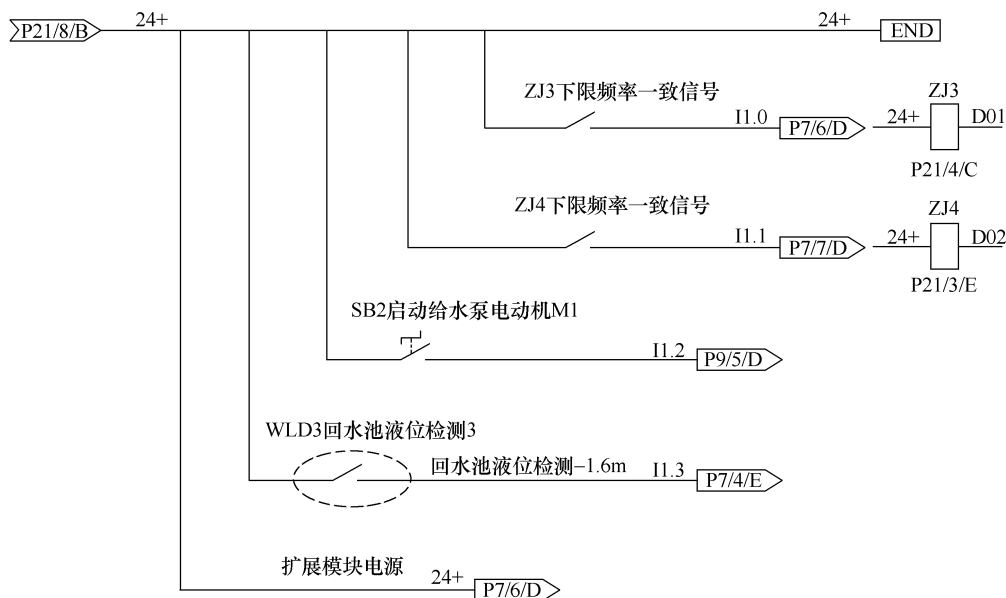 P21/8/B 24+ 24+ END
ZJ3下限频率一致信号 ZJ3
I1.0 P7/6/D 24+ D01
P21/4/C
ZJ4下限频率一致信号 ZJ4
I1.1 P7/7/D 24+ D02
P21/3/E
SB2启动给水泵电动机M1
I1.2 P9/5/D
WLD3回水池液位检测3
回水池液位检测-1.6m I1.3 P7/4/E
扩展模块电源
24+ P7/6/D